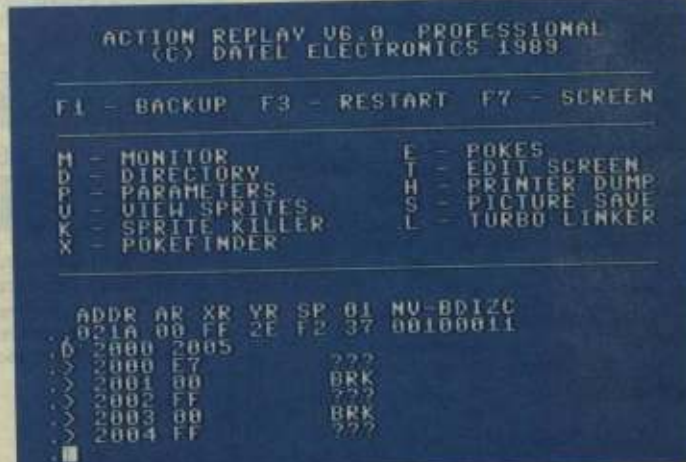 ACTION REPLAY V6.0 PROFESSIONAL
(C) DATEL ELECTRONICS 1989
F1 - BACKUP F3 - RESTART F7 - SCREEN
M - MONITOR E - POKES
D - DIRECTORY T - EDIT SCREEN
P - PARAMETERS H - PRINTER DUMP
V - VIEW SPRITES S - PICTURE SAVE
K - SPRITE KILLER L - TURBO LINKER
X - POKEFINDER
ADDR AR XR YR SP 01 NV-BDIZC
.;021A 00 FE 2E F2 37 00100011
.D 2000 2005
.> 2000 E7 ???
.> 2001 00 BRK
.> 2002 FF ???
.> 2003 00 BRK
.> 2004 FF ???
.